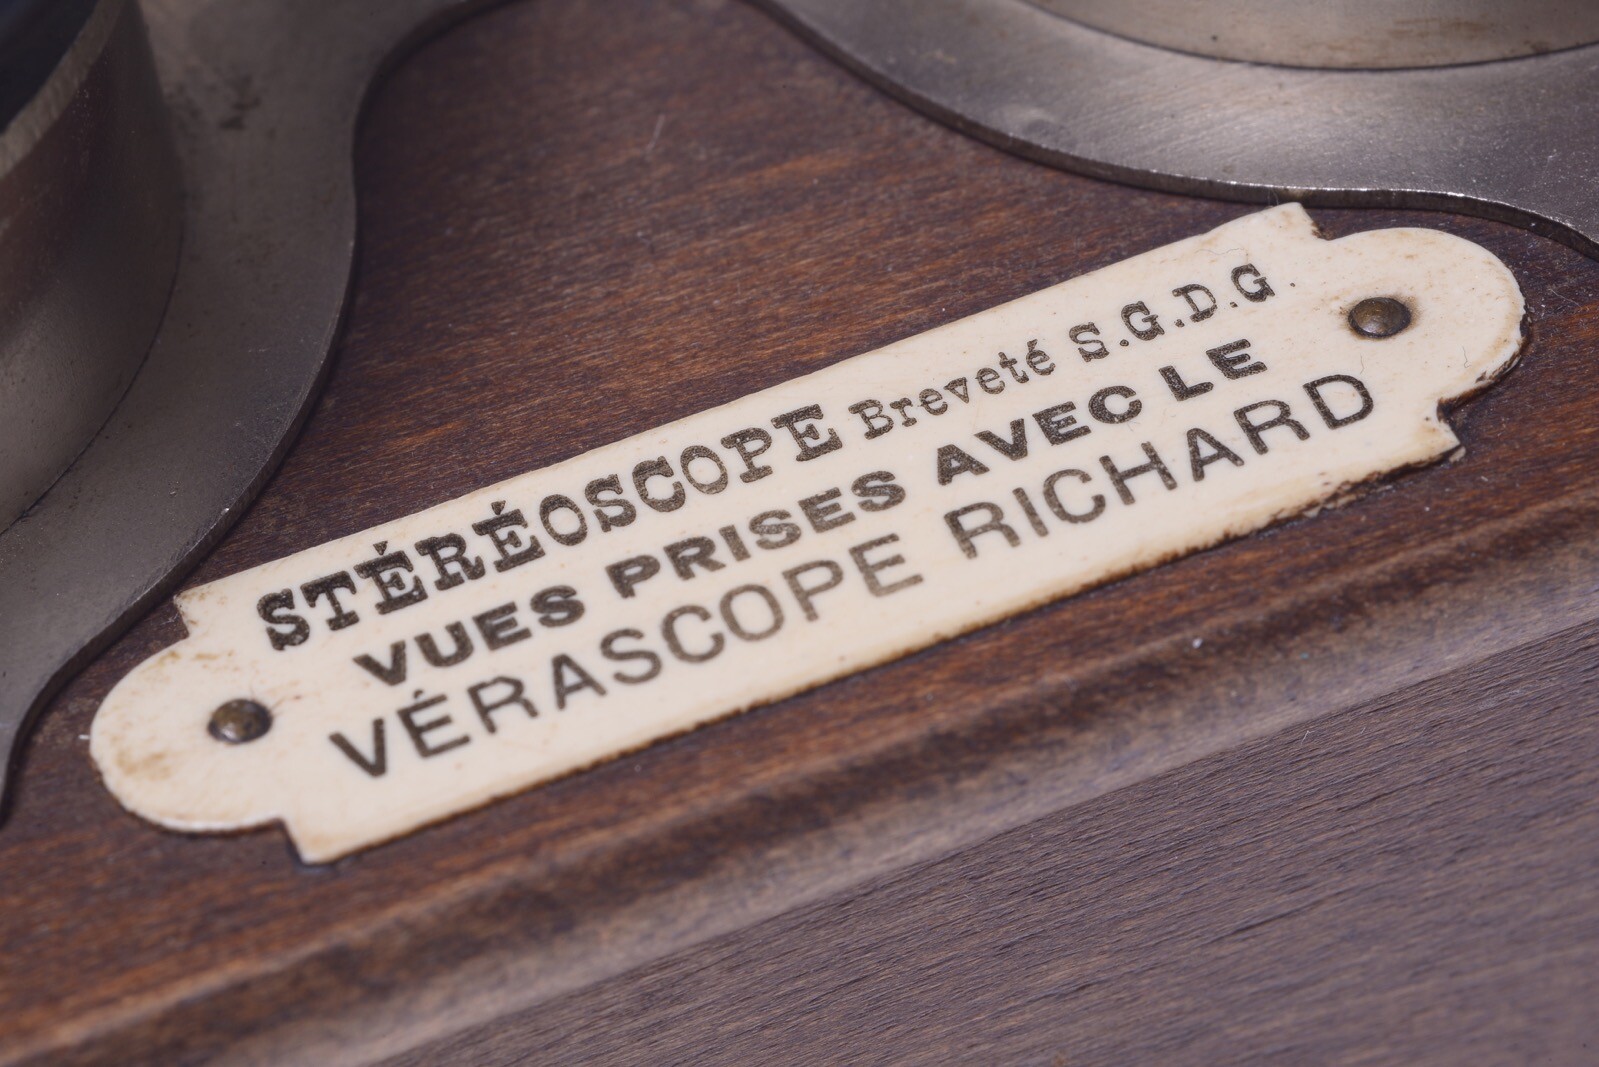 STÉRÉOSCOPE Breveté S.G.D.G.
VUES PRISES AVEC LE
VÉRASCOPE RICHARD